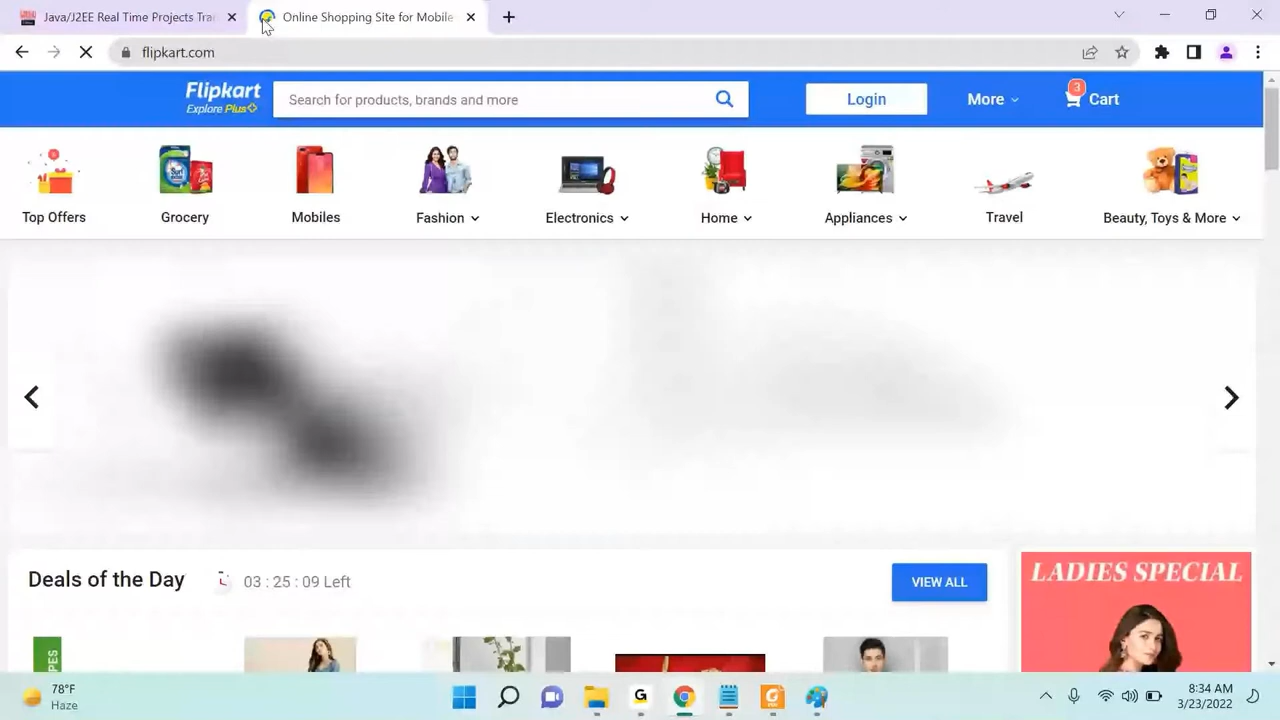 Java/J2EE Real Time Projects Tra
Online Shopping Site for Mobile
flipkart.com
Flipkart
Explore Plus
Search for products, brands and more
Login
More
3
Cart
Top Offers
Grocery
Mobiles
Fashion
Electronics
Home
Appliances
Travel
Beauty, Toys & More
Deals of the Day
03 : 25 : 09 Left
VIEW ALL
LADIES SPECIAL
78°F
Haze
8:34 AM
3/23/2022